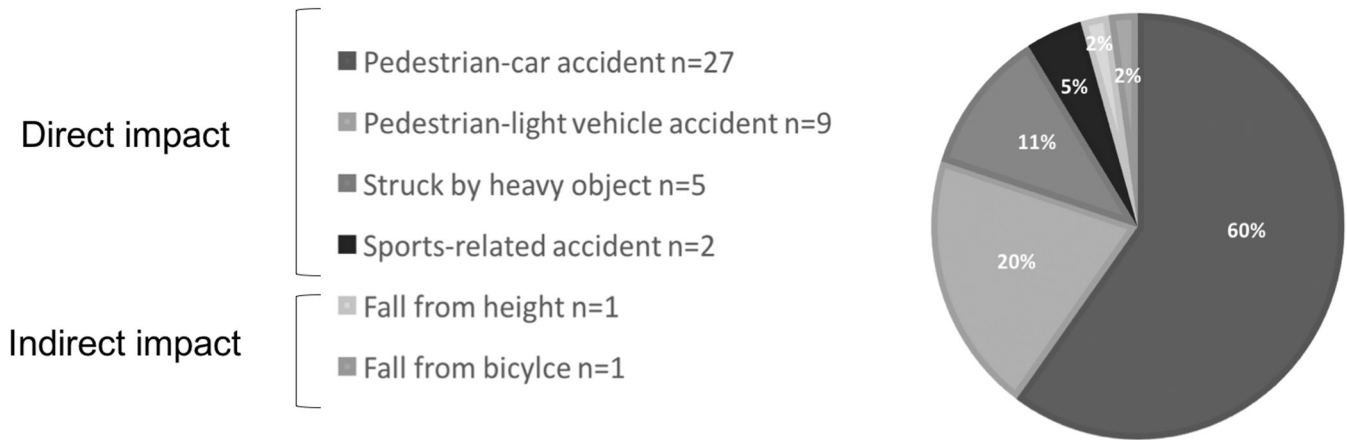 Direct impact
Pedestrian-car accident n=27
Pedestrian-light vehicle accident n=9
Struck by heavy object n=5
Sports-related accident n=2
Indirect impact
Fall from height n=1
Fall from bicylce n=1
2%
2%
5%
11%
60%
20%